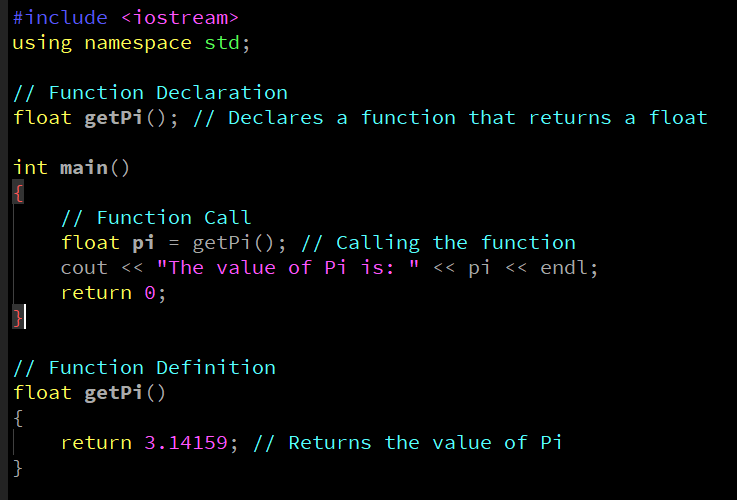 #include <iostream>
using namespace std;
// Function Declaration
float getPi(); // Declares a function that returns a float
int main()
{
    // Function Call
    float pi = getPi(); // Calling the function
    cout << "The value of Pi is: " << pi << endl;
    return 0;
}
// Function Definition
float getPi()
{
    return 3.14159; // Returns the value of Pi
}